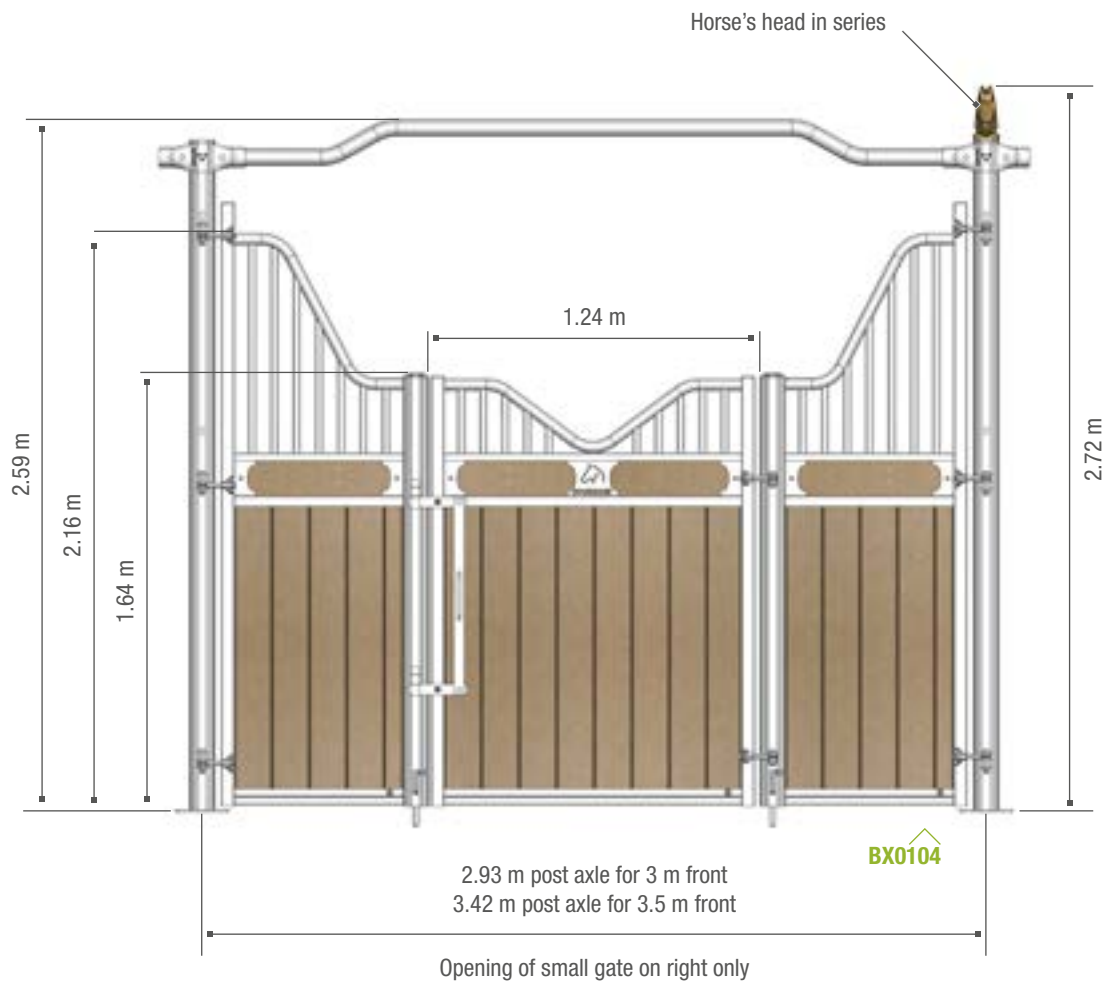 Horse's head in series
1.24 m
2.59 m
2.16 m
1.64 m
2.72 m
BX0104
2.93 m post axle for 3 m front
3.42 m post axle for 3.5 m front
Opening of small gate on right only